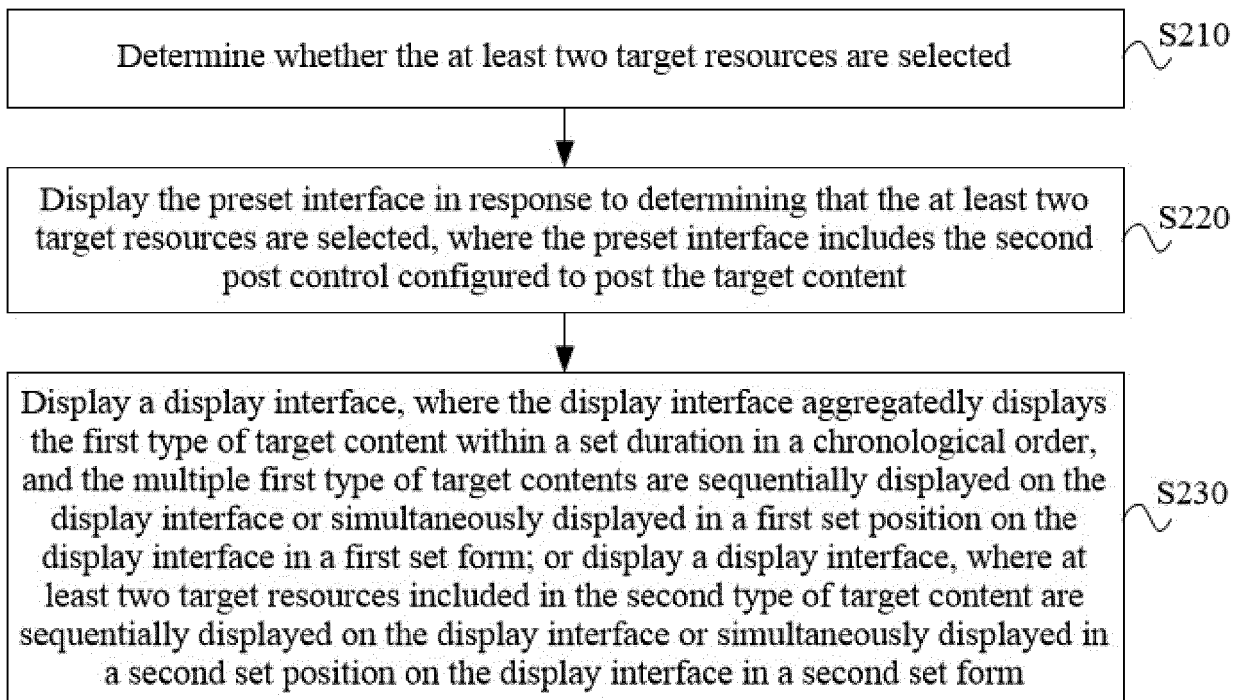 Determine whether the at least two target resources are selected
S210
Display the preset interface in response to determining that the at least two
target resources are selected, where the preset interface includes the second
post control configured to post the target content
S220
Display a display interface, where the display interface aggregatedly displays
the first type of target content within a set duration in a chronological order,
and the multiple first type of target contents are sequentially displayed on the
display interface or simultaneously displayed in a first set position on the
display interface in a first set form; or display a display interface, where at
least two target resources included in the second type of target content are
sequentially displayed on the display interface or simultaneously displayed in
a second set position on the display interface in a second set form
S230